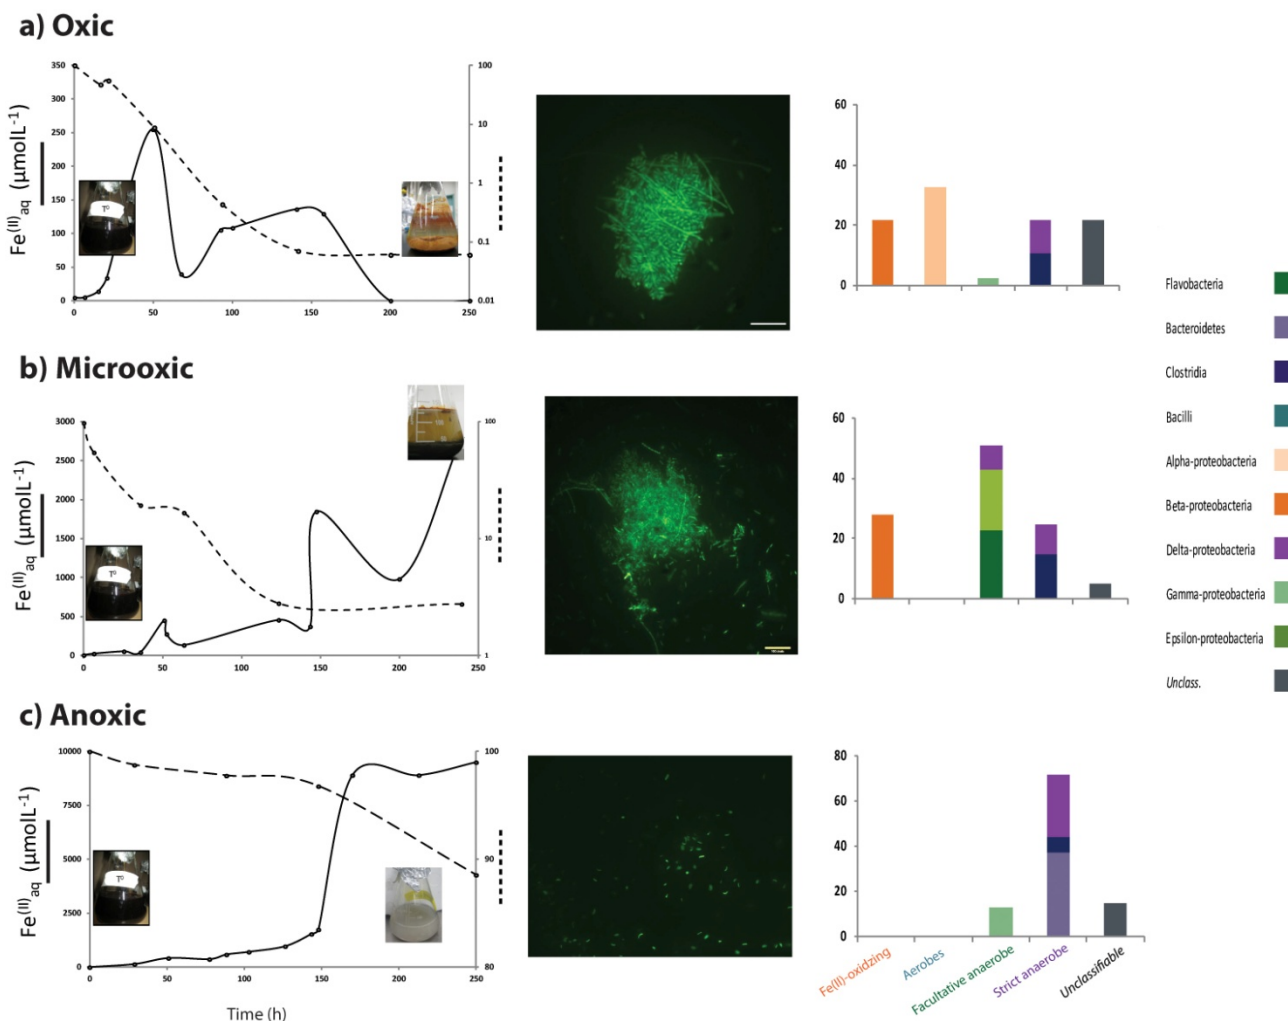 a) Oxic
350
300
250
200
150
100
50
0
Fe(II)aq (µmolL-1)
T0
100
10
1
0.1
0.01
0 50 100 150 200 250
60
40
20
0
b) Microoxic
3000
2500
2000
1500
1000
500
0
Fe(II)aq (µmolL-1)
T0
100
10
1
0 50 100 150 200 250
60
40
20
0
c) Anoxic
10000
7500
5000
2500
0
Fe(II)aq (µmolL-1)
T0
100
90
80
0 50 100 150 200 250
Time (h)
80
60
40
20
0
Fe(II)-oxidzing
Aerobes
Facultative anaerobe
Strict anaerobe
Unclassifiable
Flavobacteria
Bacteroidetes
Clostridia
Bacilli
Alpha-proteobacteria
Beta-proteobacteria
Delta-proteobacteria
Gamma-proteobacteria
Epsilon-proteobacteria
Unclass.